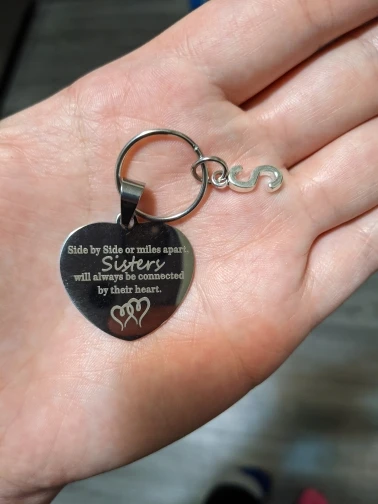 S
Side by Side or miles apart.
Sisters
will always be connected
by their heart.